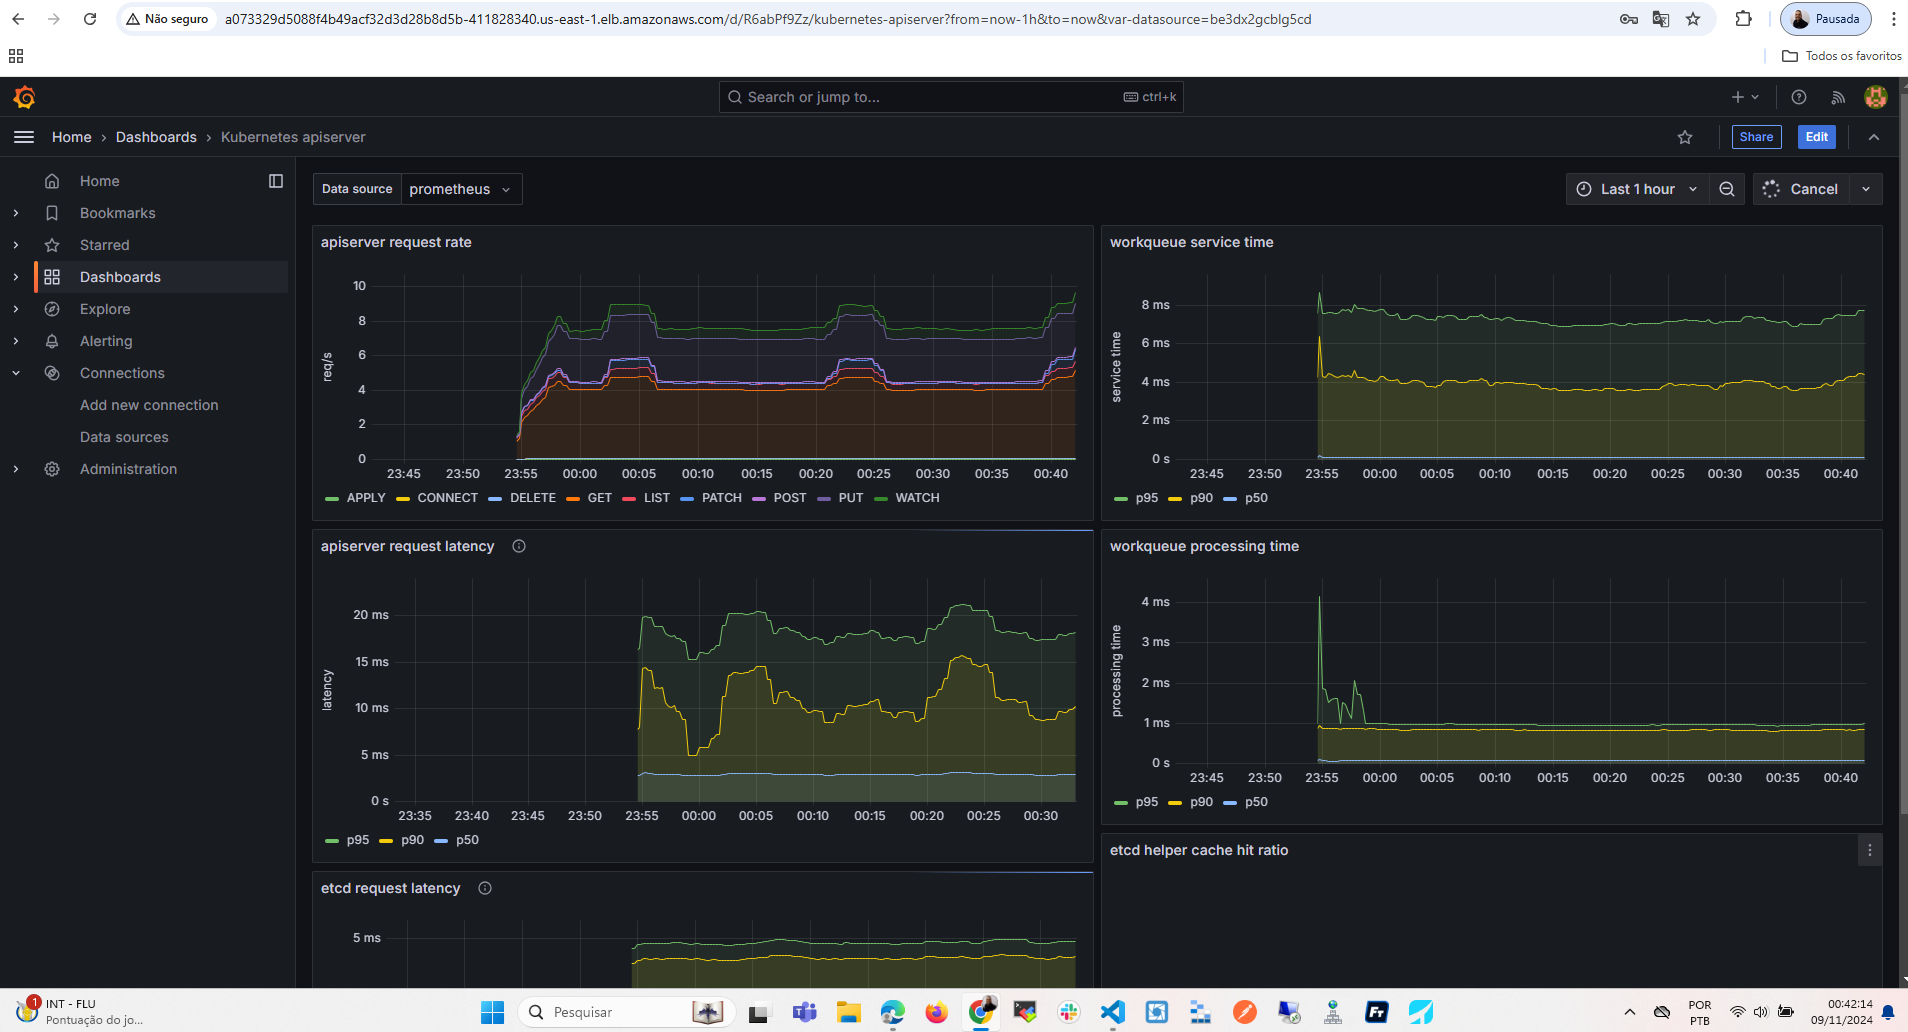 Não seguro
a073329d5088f4b49acf32d3d28b8d5b-411828340.us-east-1.elb.amazonaws.com/d/R6abPf9Zz/kubernetes-apiserver?from=now-1h&to=now&var-datasource=be3dx2gcblg5cd
Pausada
Todos os favoritos
Search or jump to...
ctrl+k
Home › Dashboards › Kubernetes apiserver
Share
Edit
Home
Bookmarks
Starred
Dashboards
Explore
Alerting
Connections
Add new connection
Data sources
Administration
Data source
prometheus
Last 1 hour
Cancel
apiserver request rate
req/s
10
8
6
4
2
0
23:45 23:50 23:55 00:00 00:05 00:10 00:15 00:20 00:25 00:30 00:35 00:40
APPLY CONNECT DELETE GET LIST PATCH POST PUT WATCH
workqueue service time
service time
8 ms
6 ms
4 ms
2 ms
0 s
23:45 23:50 23:55 00:00 00:05 00:10 00:15 00:20 00:25 00:30 00:35 00:40
p95 p90 p50
apiserver request latency
latency
20 ms
15 ms
10 ms
5 ms
0 s
23:35 23:40 23:45 23:50 23:55 00:00 00:05 00:10 00:15 00:20 00:25 00:30
p95 p90 p50
workqueue processing time
processing time
4 ms
3 ms
2 ms
1 ms
0 s
23:45 23:50 23:55 00:00 00:05 00:10 00:15 00:20 00:25 00:30 00:35 00:40
p95 p90 p50
etcd request latency
5 ms
etcd helper cache hit ratio
1
INT - FLU
Pontuação do jo...
Pesquisar
Fr
POR
PTB
00:42:14
09/11/2024